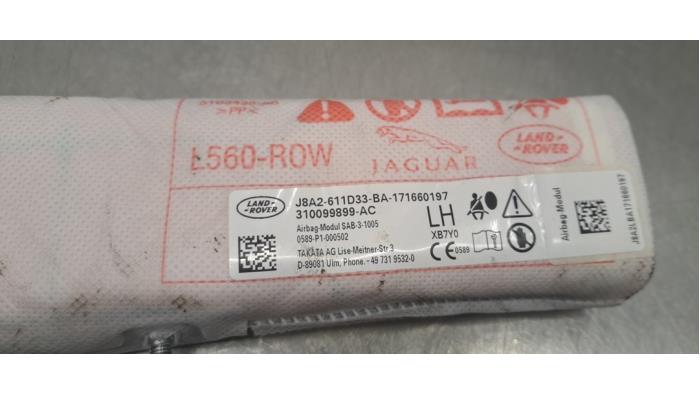 >PP<
L560-ROW
JAGUAR
LAND
ROVER
LAND
ROVER
J8A2-611D33-BA-171660197
310099899-AC
Airbag-Modul SAB-3-1005
0589-P1-000502
TAKATA AG Lise-Meitner-Str.3
D-89081 Ulm, Phone.+49 731 9532-0
LH
XB7Y0
CE 0589
Airbag Modul
J8A2LBA171660197